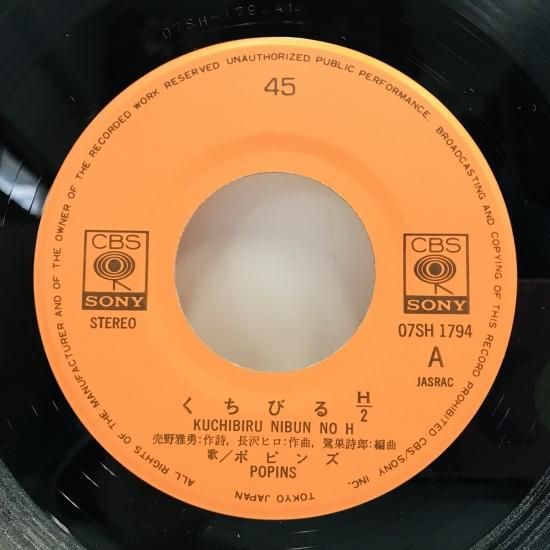 07SH-179 A1
ALL RIGHTS OF THE MANUFACTURER AND OF THE OWNER OF THE RECORDED WORK RESERVED UNAUTHORIZED PUBLIC PERFORMANCE. BROADCASTING AND COPYING OF THIS RECORD PROHIBITED CBS/SONY INC.
TOKYO JAPAN
45
CBS
SONY
STEREO
CBS
SONY
07SH 1794
A
JASRAC
くちびる H/2
KUCHIBIRU NIBUN NO H
売野雅勇:作詩, 長沢ヒロ:作曲, 鷺巣詩郎:編曲
歌/ポピンズ
POPINS